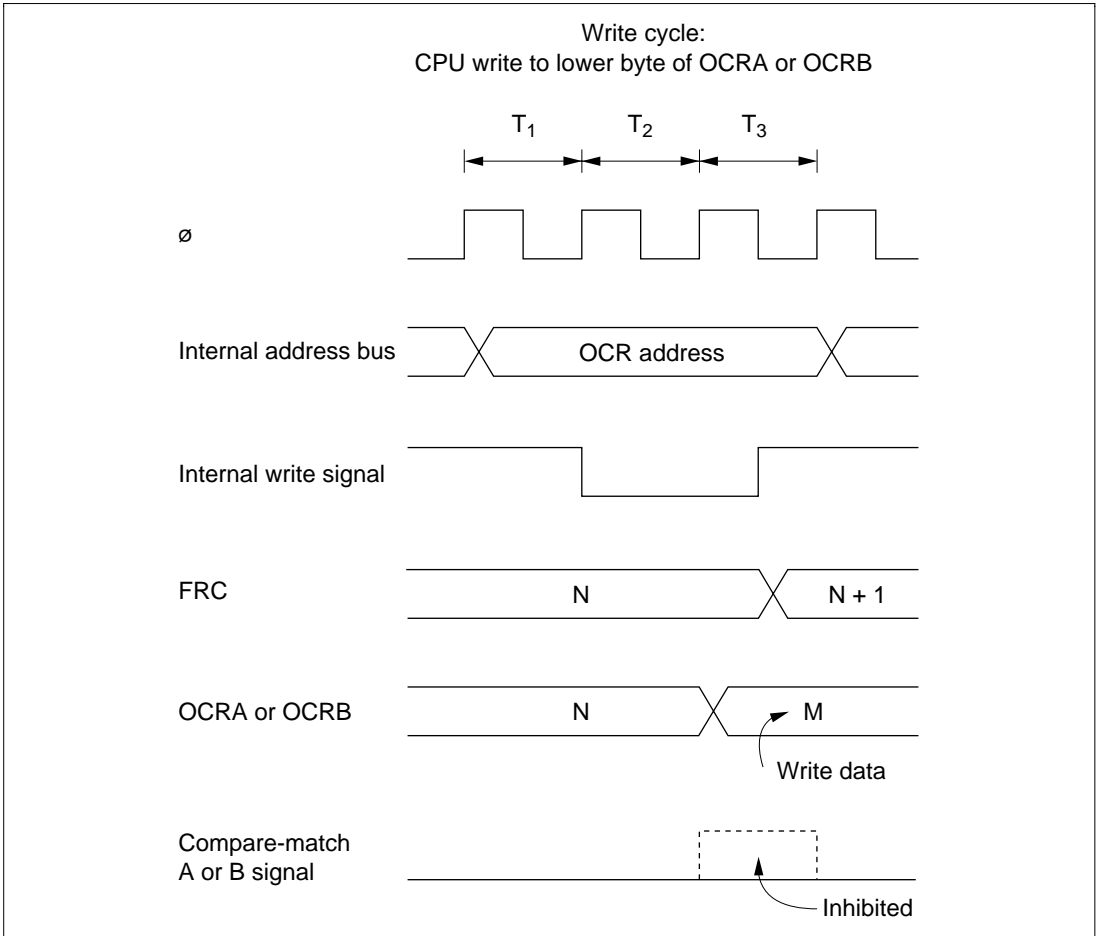 Write cycle:
CPU write to lower byte of OCRA or OCRB
T1 T2 T3
ø
Internal address bus OCR address
Internal write signal
FRC N N + 1
OCRA or OCRB N M
Write data
Compare-match
A or B signal
Inhibited